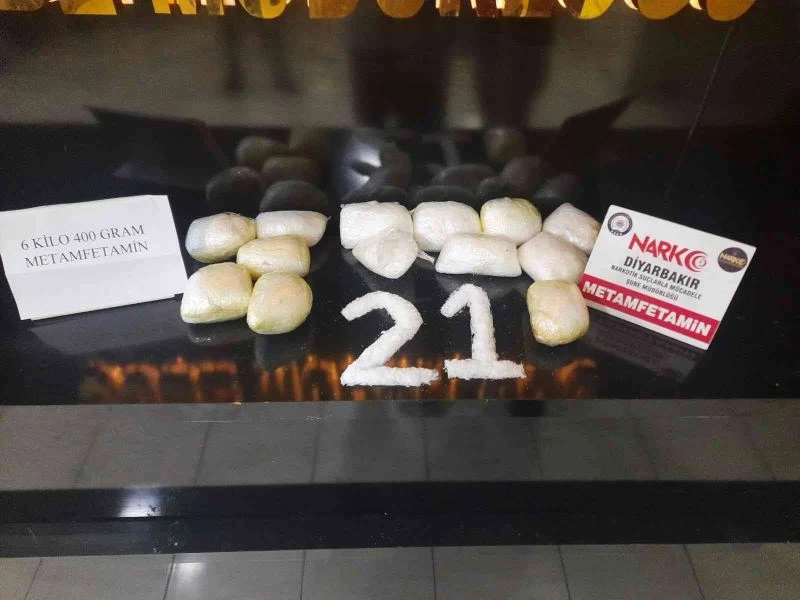 6 KİLO 400 GRAM
METAMFETAMİN
21
NARKO
DİYARBAKIR
NARKOTİK SUÇLARLA MÜCADELE
ŞUBE MÜDÜRLÜĞÜ
METAMFETAMİN